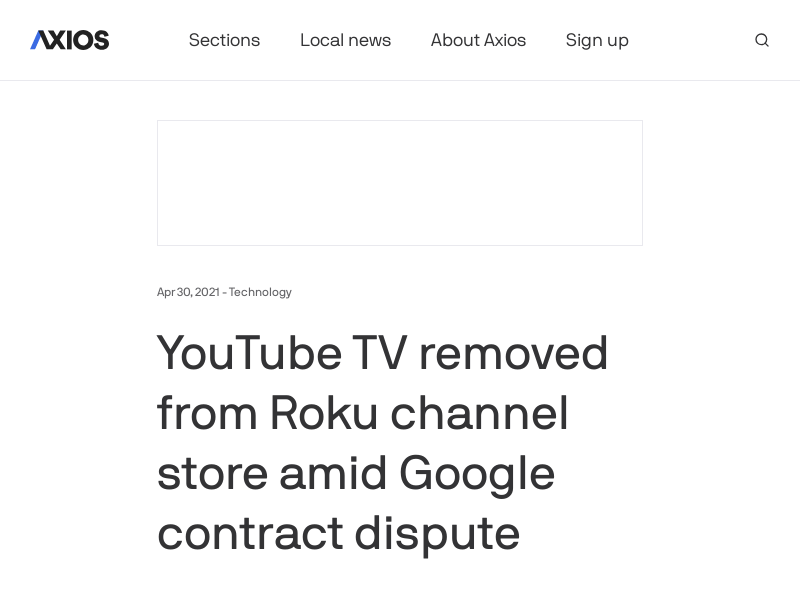 AXIOS
Sections
Local news
About Axios
Sign up
Apr 30, 2021 - Technology
YouTube TV removed
from Roku channel
store amid Google
contract dispute